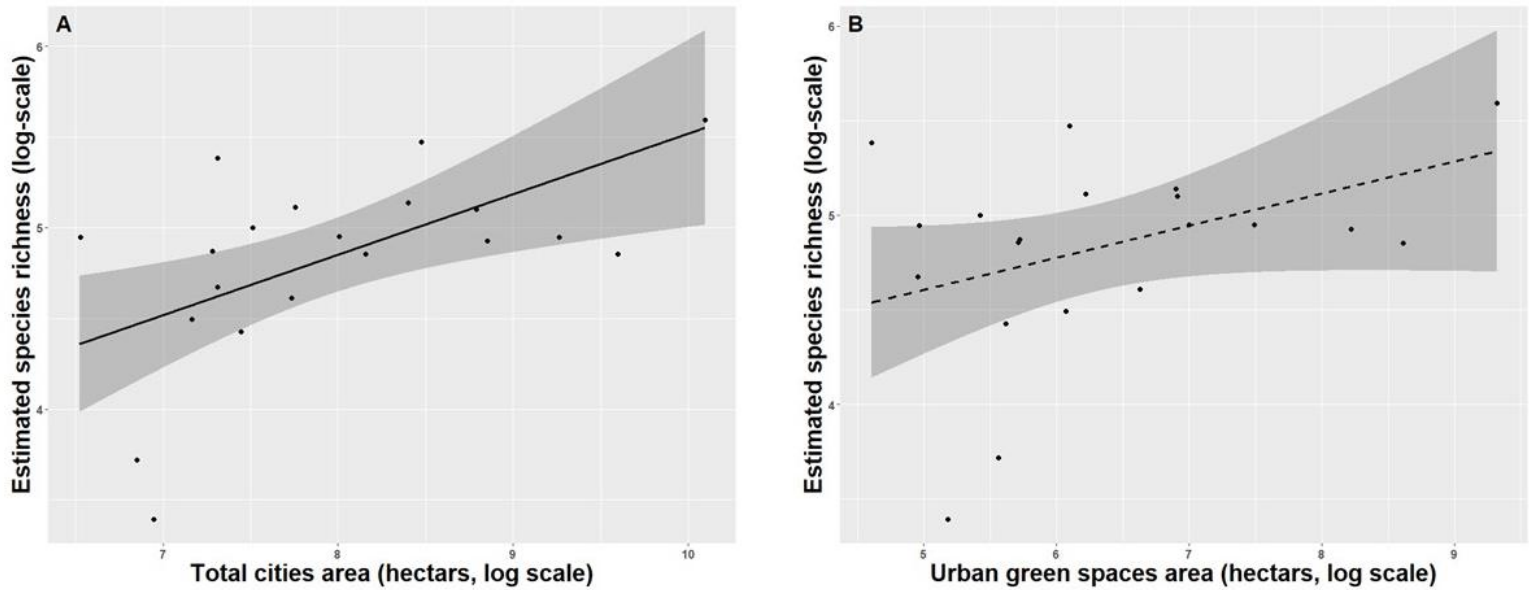 A
6
5
4
Estimated species richness (log-scale)
7 8 9 10
Total cities area (hectars, log scale)
B
6
5
4
Estimated species richness (log-scale)
5 6 7 8 9
Urban green spaces area (hectars, log scale)